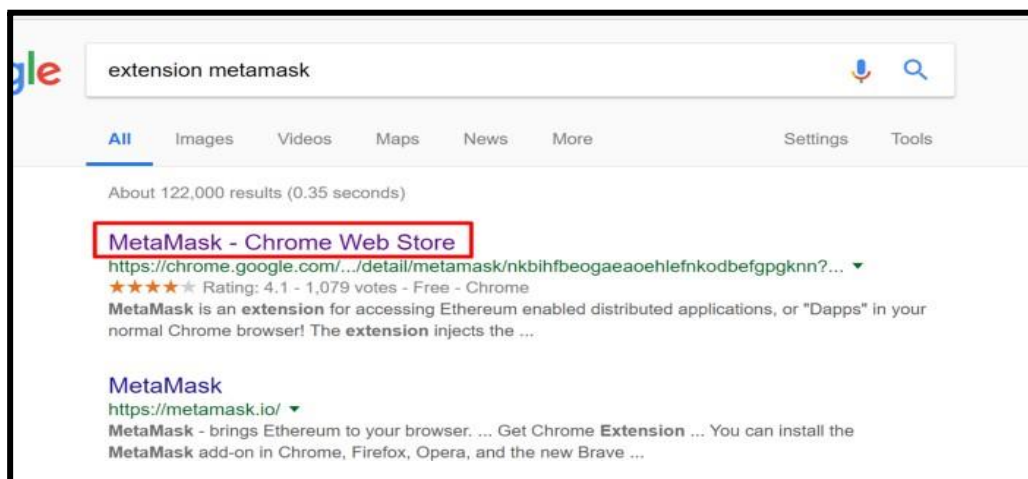 gle
extension metamask
All Images Videos Maps News More Settings Tools
About 122,000 results (0.35 seconds)
MetaMask - Chrome Web Store
https://chrome.google.com/.../detail/metamask/nkbihfbeogaeaoehlefnkodbefgpgknn?...
Rating: 4.1 - 1,079 votes - Free - Chrome
MetaMask is an extension for accessing Ethereum enabled distributed applications, or "Dapps" in your
normal Chrome browser! The extension injects the ...
MetaMask
https://metamask.io/
MetaMask - brings Ethereum to your browser. ... Get Chrome Extension ... You can install the
MetaMask add-on in Chrome, Firefox, Opera, and the new Brave ...